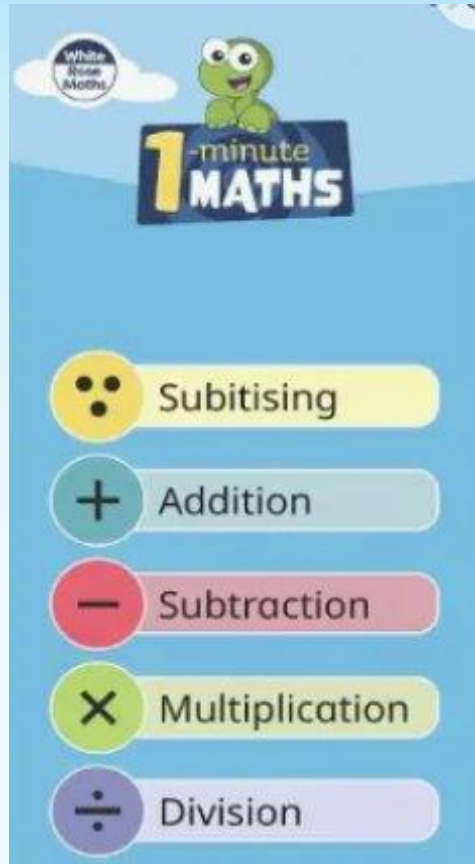 White
Rose
Maths
1-minute
MATHS
Subitising
+ Addition
− Subtraction
× Multiplication
÷ Division